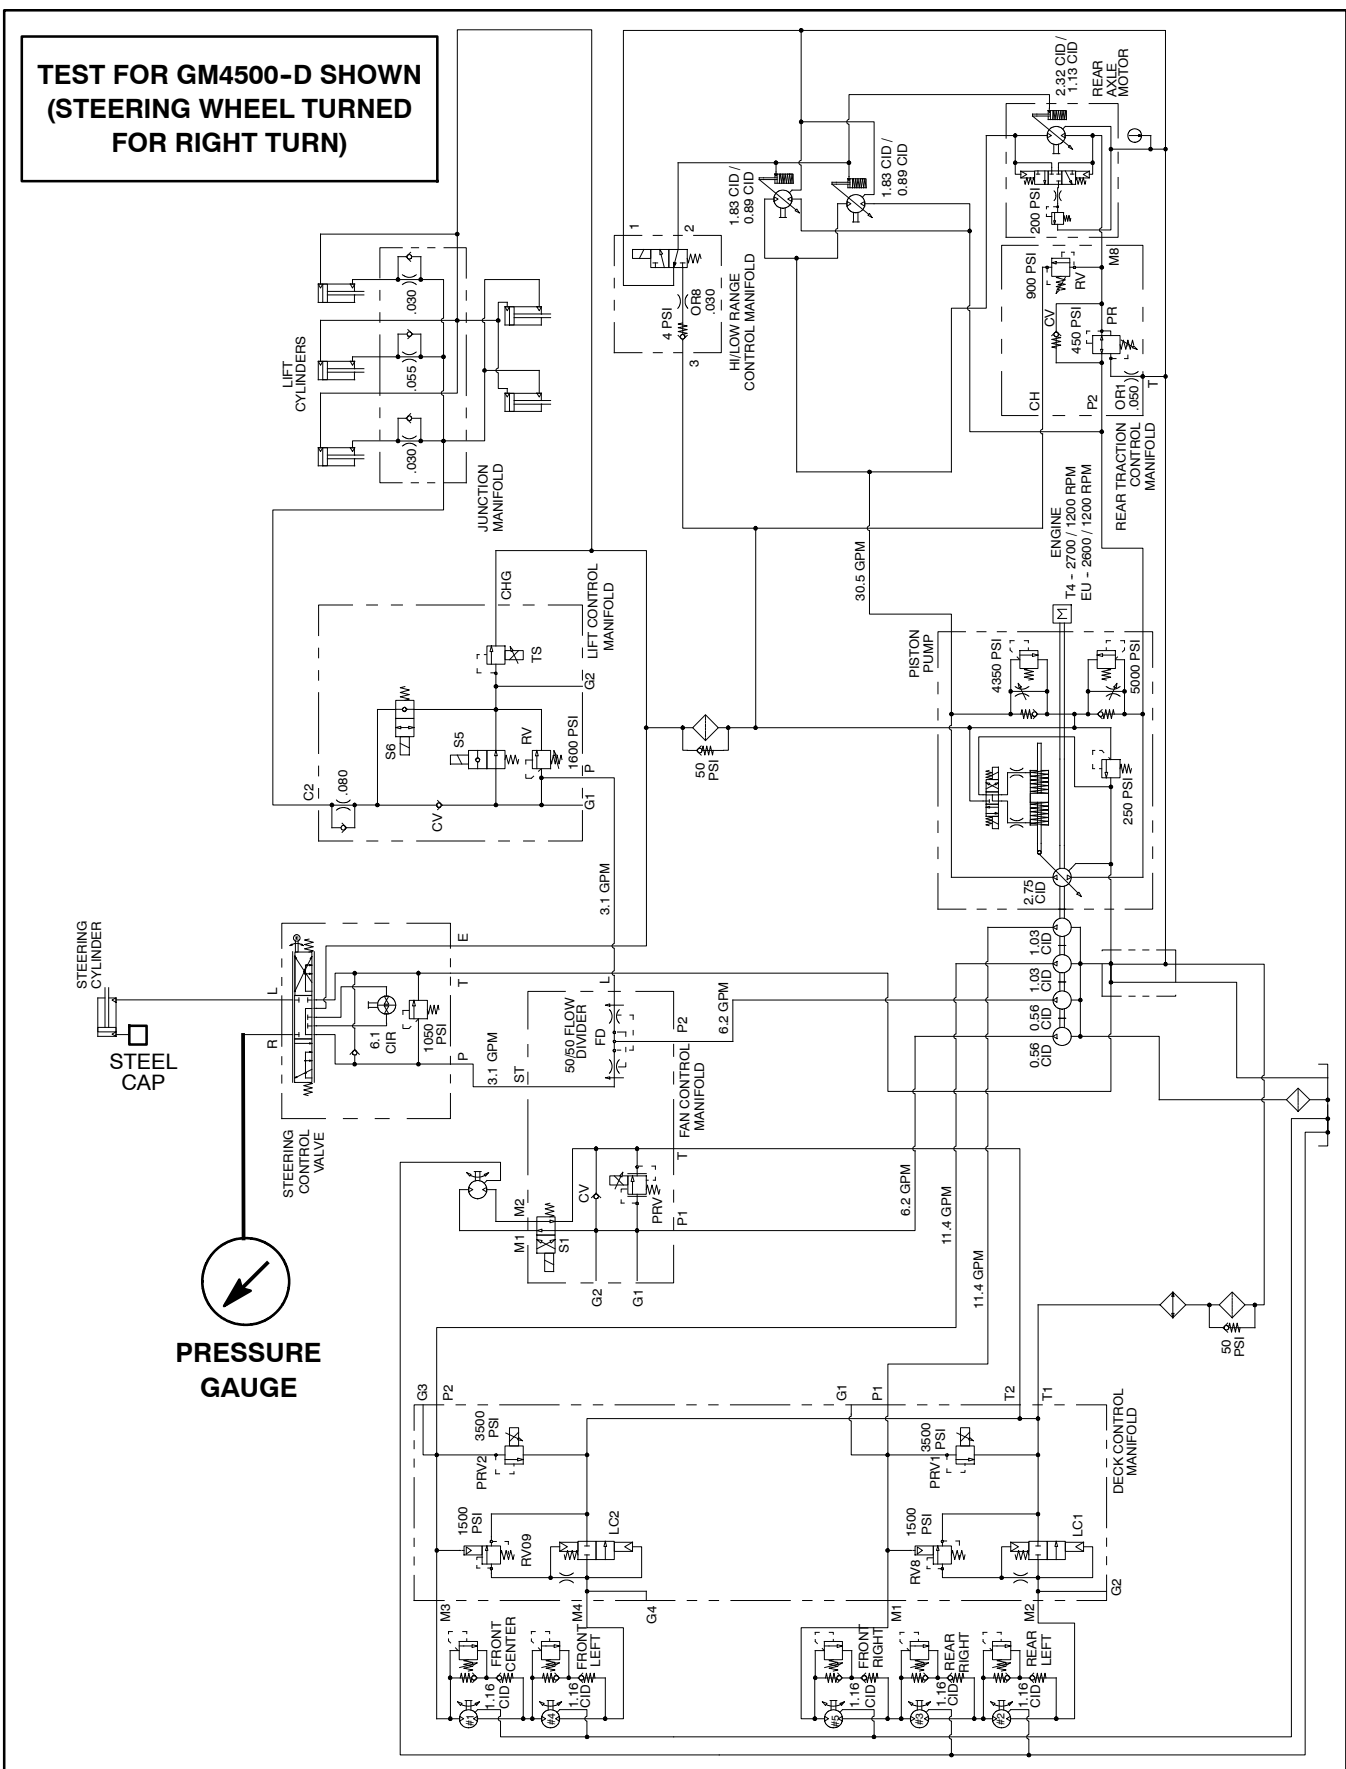 TEST FOR GM4500-D SHOWN
(STEERING WHEEL TURNED
FOR RIGHT TURN)
LIFT
CYLINDERS
.030
.055
.030
JUNCTION
MANIFOLD
1
2
4 PSI
OR8
.030
3
HI/LOW RANGE
CONTROL MANIFOLD
1.83 CID /
0.89 CID
1.83 CID /
0.89 CID
2.32 CID /
1.13 CID
REAR
AXLE
MOTOR
200 PSI
M8
900 PSI
RV
CV
450 PSI
PR
CH
P2
OR1
.050
T
REAR TRACTION
CONTROL
MANIFOLD
30.5 GPM
ENGINE
T4 - 2700 / 1200 RPM
EU - 2600 / 1200 RPM
M
PISTON
PUMP
4350 PSI
5000 PSI
250 PSI
2.75
CID
1.03
CID
1.03
CID
0.56
CID
0.56
CID
CHG
LIFT CONTROL
MANIFOLD
TS
G2
S6
S5
RV
1600 PSI
P
C2
.080
CV
G1
50
PSI
3.1 GPM
STEERING
CYLINDER
STEEL
CAP
L
R
6.1
CIR
1050
PSI
E
T
P
STEERING
CONTROL
VALVE
3.1 GPM
ST
50/50 FLOW
DIVIDER
FD
L
P2
6.2 GPM
FAN CONTROL
MANIFOLD
T
CV
PRV
P1
M2
M1
S1
G2
G1
6.2 GPM
11.4 GPM
11.4 GPM
PRESSURE
GAUGE
50
PSI
G3
P2
G1
P1
T2
T1
3500
PSI
PRV2
3500
PSI
PRV1
DECK CONTROL
MANIFOLD
1500
PSI
RV09
LC2
1500
PSI
RV8
LC1
G2
M3
M4
G4
M1
M2
FRONT
CENTER
1.16
CID
#1
FRONT
LEFT
1.16
CID
#4
FRONT
RIGHT
1.16
CID
#5
REAR
RIGHT
1.16
CID
#3
REAR
LEFT
1.16
CID
#2